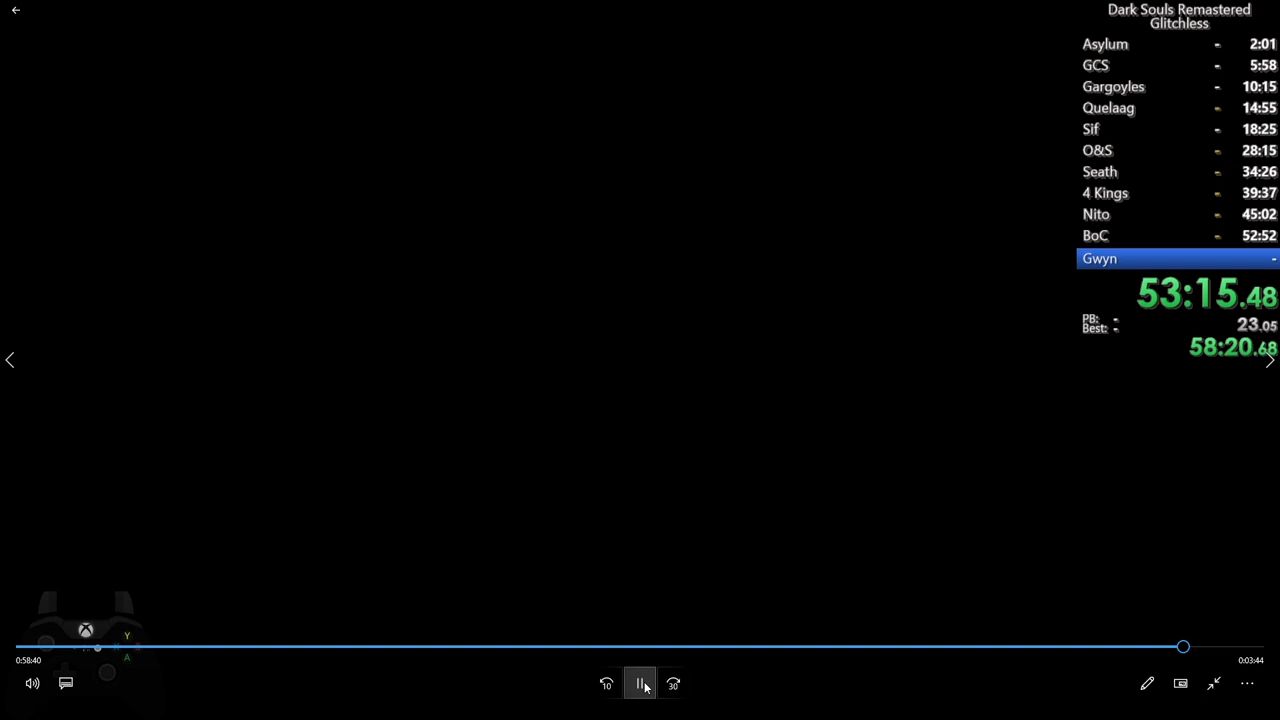 Dark Souls Remastered
Glitchless
Asylum - 2:01
GCS - 5:58
Gargoyles - 10:15
Quelaag - 14:55
Sif - 18:25
O&S - 28:15
Seath - 34:26
4 Kings - 39:37
Nito - 45:02
BoC - 52:52
Gwyn -
53:15.48
PB: - 23.05
Best: -
58:20.68
Y
A
0:58:40 0:03:44
10 30